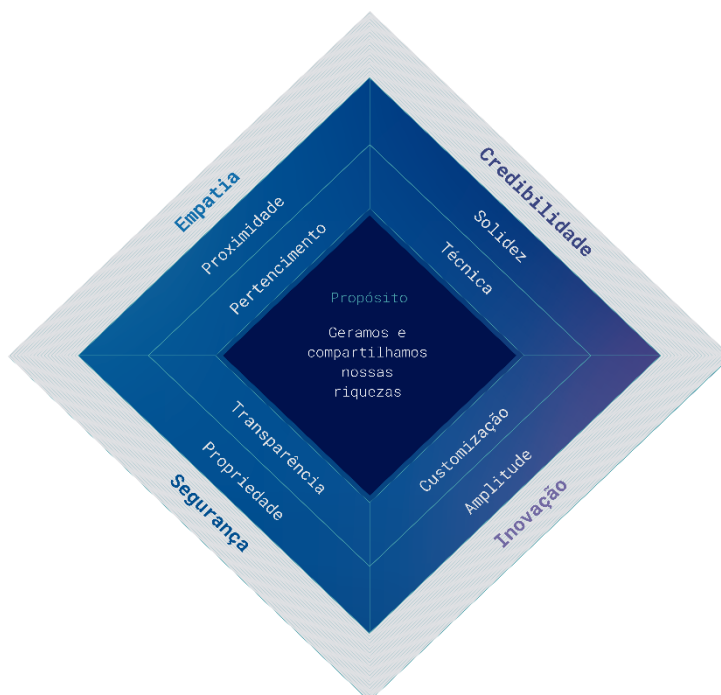 Empatia
Proximidade
Pertencimento
Credibilidade
Solidez
Técnica
Propósito
Geramos e
compartilhamos
nossas
riquezas
Transparência
Propriedade
Segurança
Customização
Amplitude
Inovação